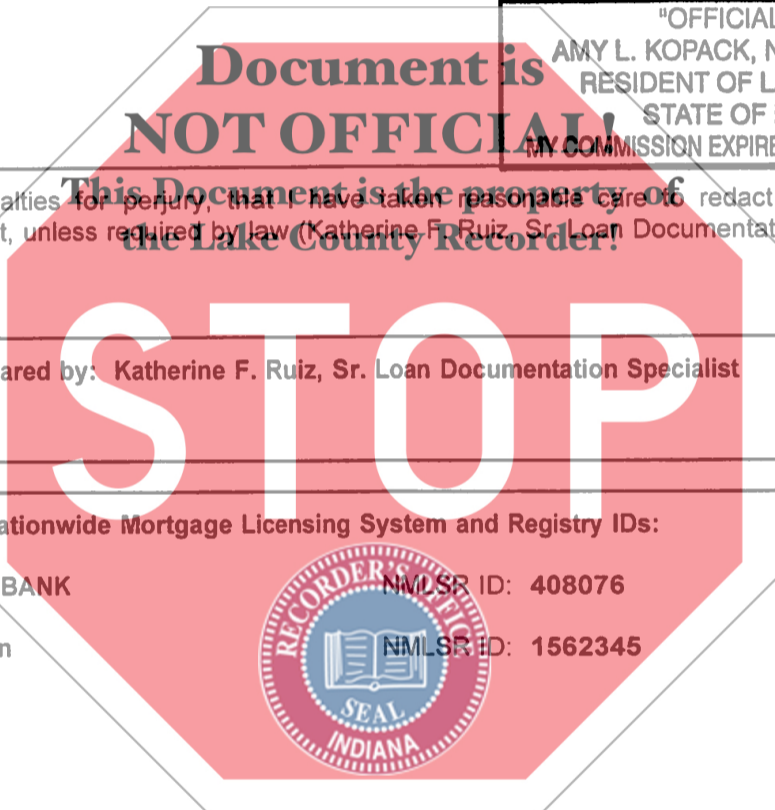 "OFFICIAL
AMY L. KOPACK, N
RESIDENT OF L
STATE OF
MY COMMISSION EXPIRE
Document is
NOT OFFICIAL!
This Document is the property of
the Lake County Recorder!
alties for perjury, that I have taken reasonable care to redact
t, unless required by law (Katherine F. Ruiz, Sr. Loan Documentat
STOP
ared by: Katherine F. Ruiz, Sr. Loan Documentation Specialist
ationwide Mortgage Licensing System and Registry IDs:
BANK NMLSR ID: 408076
n NMLSR ID: 1562345
RECORDER'S OFFICE
SEAL
INDIANA